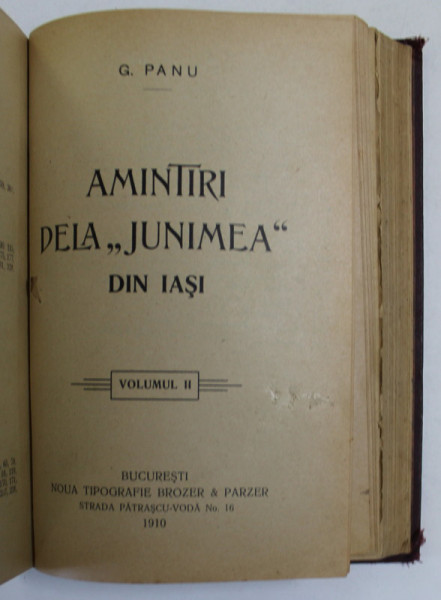 G. PANU
AMINTIRI
DELA „JUNIMEA“
DIN IAŞI
VOLUMUL II
BUCUREŞTI
NOUA TIPOGRAFIE BROZER & PARZER
STRADA PĂTRAŞCU-VODĂ No. 16
1910